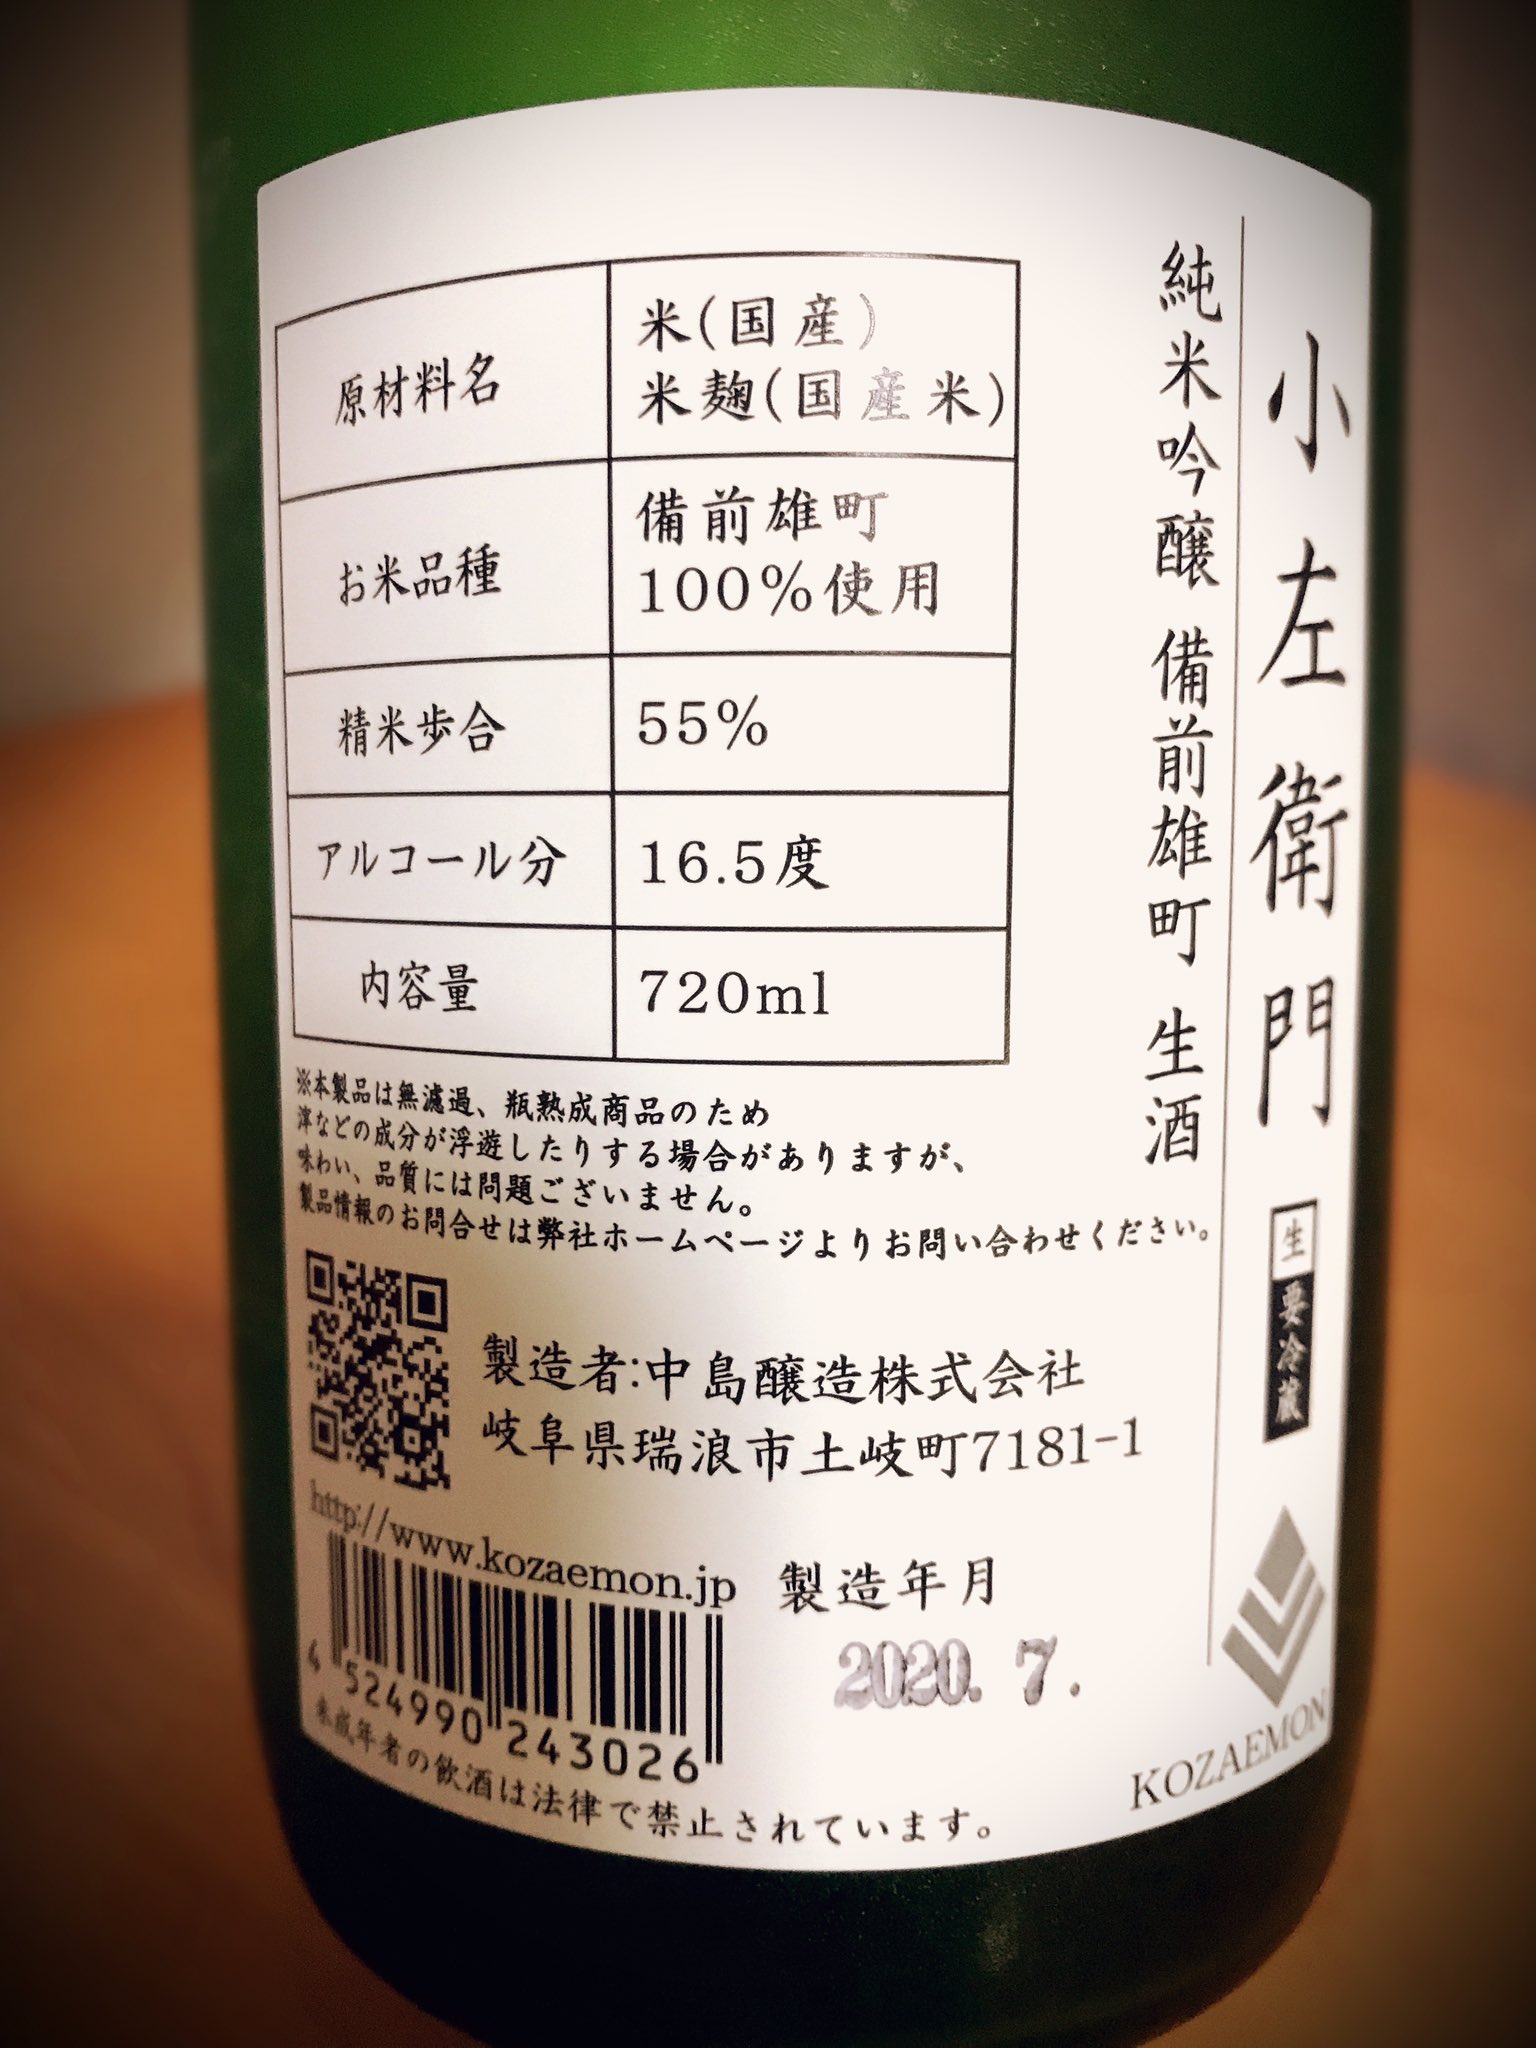 小左衛門
純米吟醸 備前雄町 生酒
生 要冷蔵
KOZAEMON
原材料名 米(国産)
米麹(国産米)
お米品種 備前雄町
100%使用
精米歩合 55%
アルコール分 16.5度
内容量 720ml
※本製品は無濾過、瓶熟成商品のため
滓などの成分が浮遊したりする場合がありますが、
味わい、品質には問題ございません。
製品情報のお問合せは弊社ホームページよりお問い合わせください。
製造者:中島醸造株式会社
岐阜県瑞浪市土岐町7181-1
http://www.kozaemon.jp
製造年月
2020. 7.
4 524990 243026
未成年者の飲酒は法律で禁止されています。